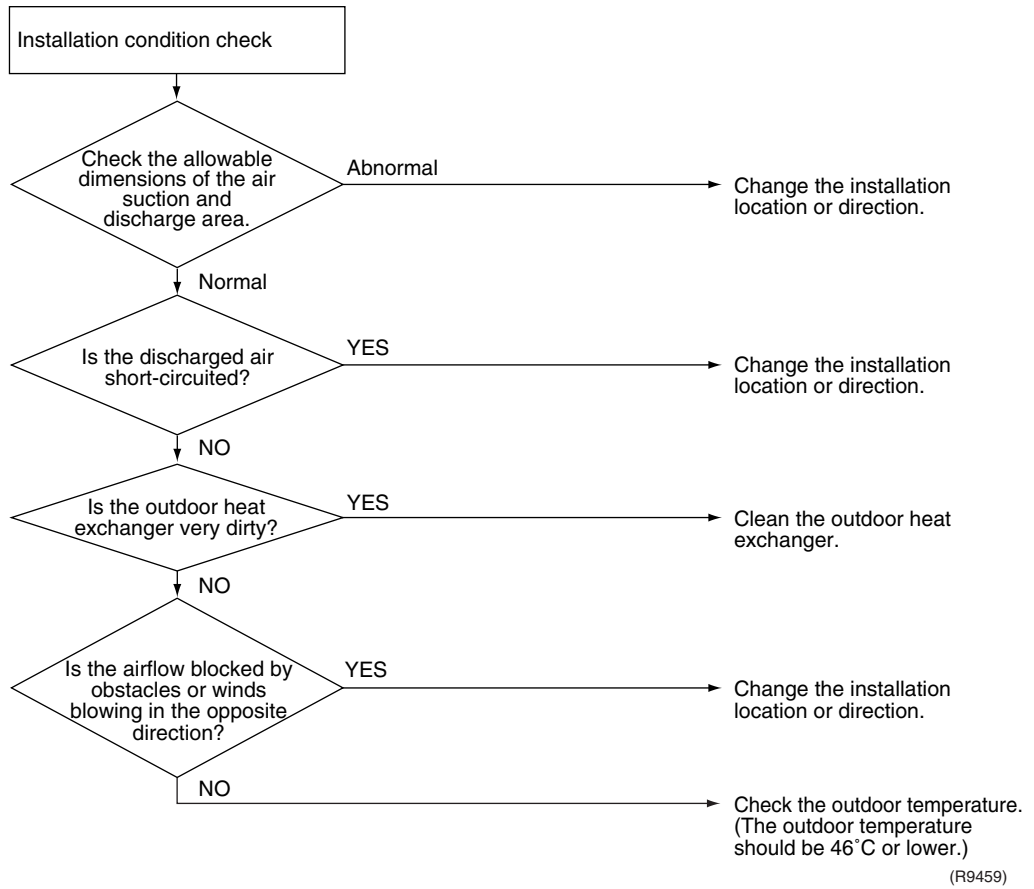 Installation condition check
Check the allowable
dimensions of the air
suction and
discharge area.
Abnormal
Change the installation
location or direction.
Normal
Is the discharged air
short-circuited?
YES
Change the installation
location or direction.
NO
Is the outdoor heat
exchanger very dirty?
YES
Clean the outdoor heat
exchanger.
NO
Is the airflow blocked by
obstacles or winds
blowing in the opposite
direction?
YES
Change the installation
location or direction.
NO
Check the outdoor temperature.
(The outdoor temperature
should be 46˚C or lower.)
(R9459)